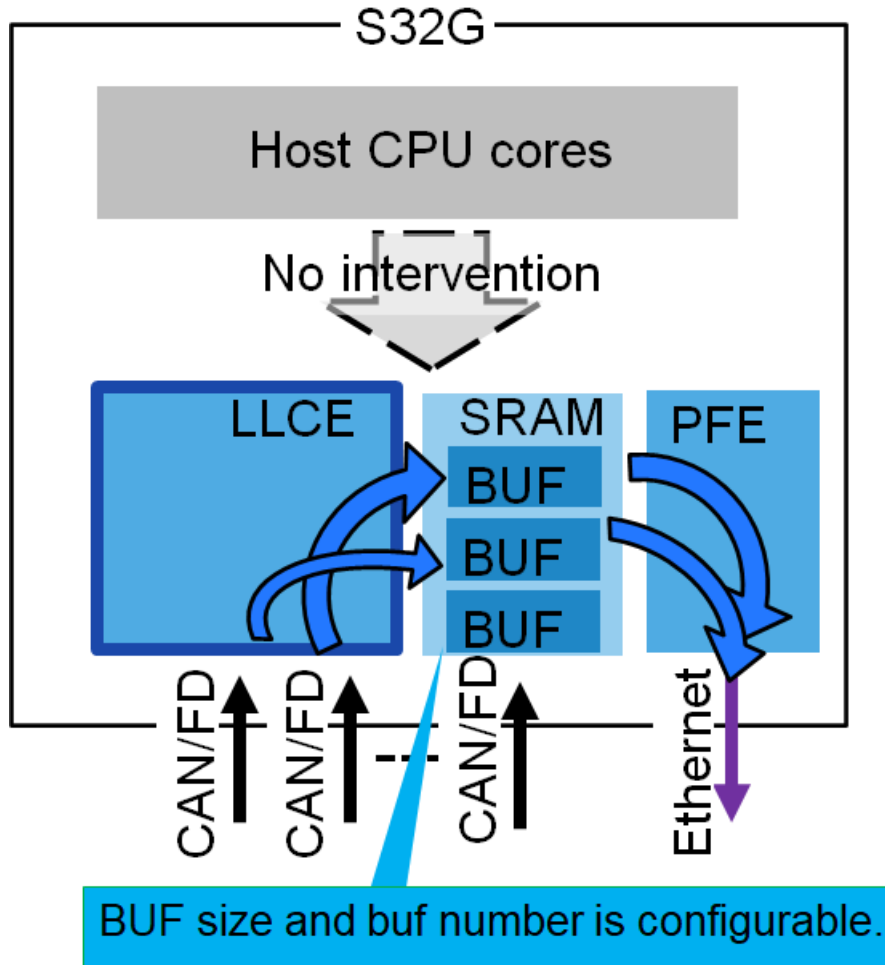 S32G
Host CPU cores
No intervention
LLCE
SRAM
PFE
BUF
BUF
BUF
CAN/FD
CAN/FD
---
CAN/FD
Ethernet
BUF size and buf number is configurable.